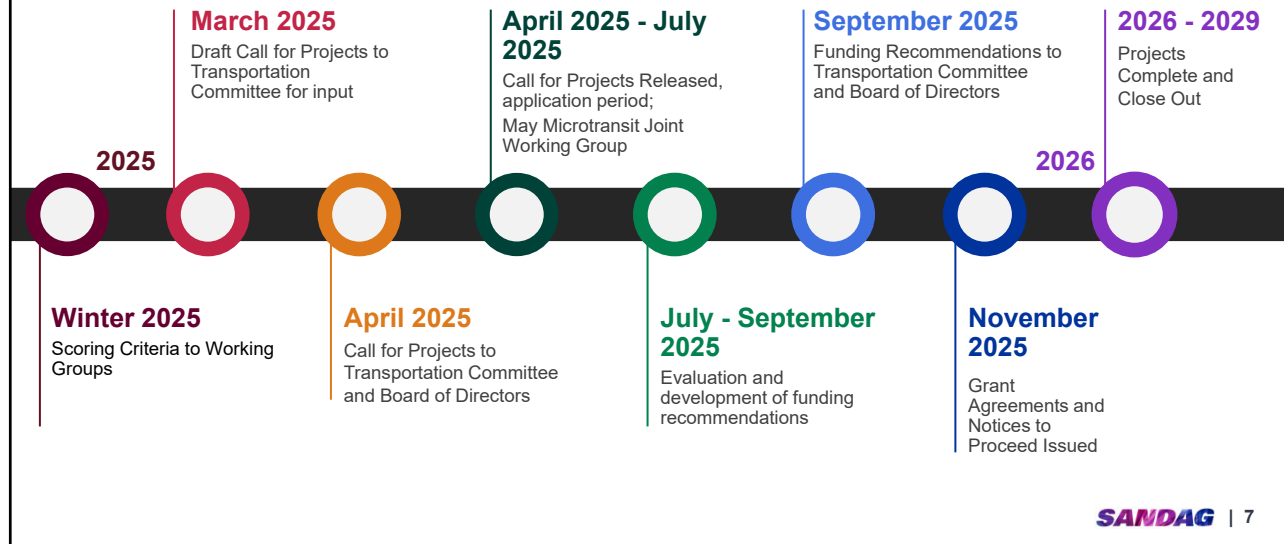 March 2025
Draft Call for Projects to
Transportation
Committee for input
April 2025 - July
2025
Call for Projects Released,
application period;
May Microtransit Joint
Working Group
September 2025
Funding Recommendations to
Transportation Committee
and Board of Directors
2026 - 2029
Projects
Complete and
Close Out
2025
2026
Winter 2025
Scoring Criteria to Working
Groups
April 2025
Call for Projects to
Transportation Committee
and Board of Directors
July - September
2025
Evaluation and
development of funding
recommendations
November
2025
Grant
Agreements and
Notices to
Proceed Issued
SANDAG | 7